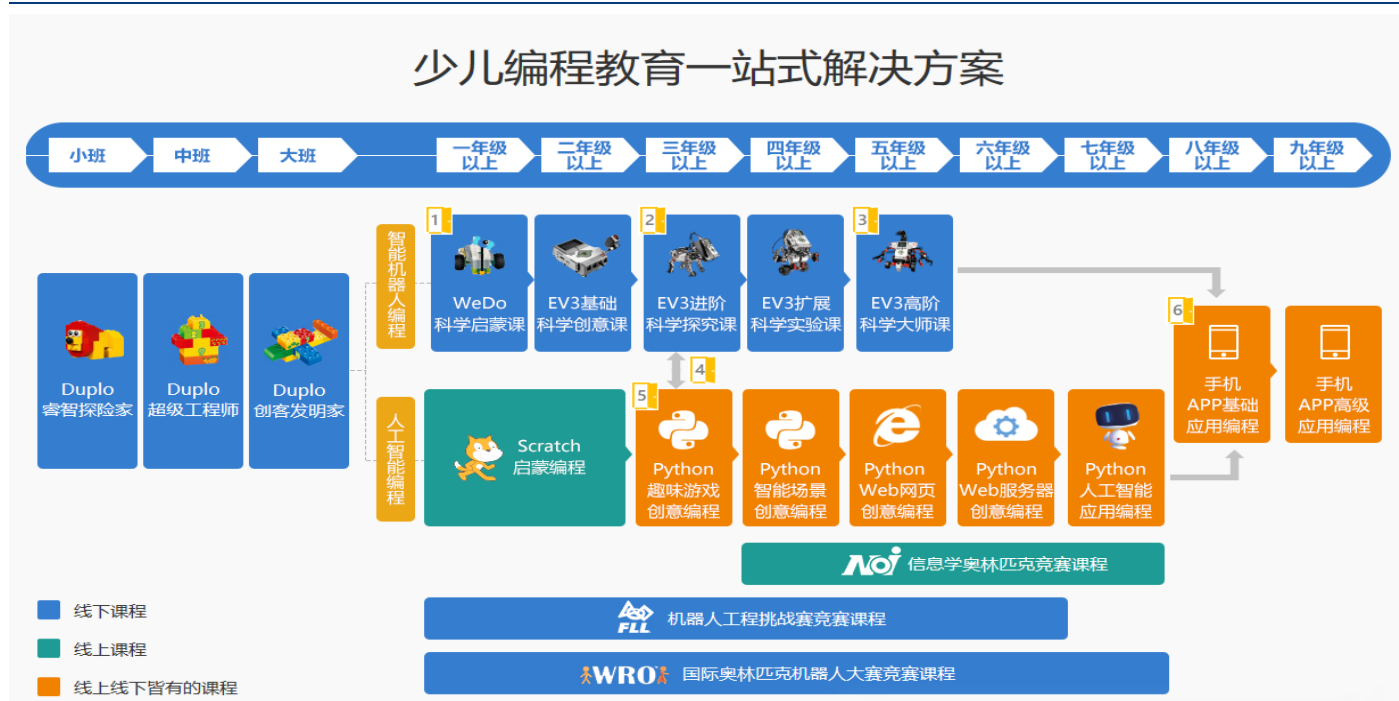 少儿编程教育一站式解决方案
小班
中班
大班
一年级
以上
二年级
以上
三年级
以上
四年级
以上
五年级
以上
六年级
以上
七年级
以上
八年级
以上
九年级
以上
智能机器人编程
1
WeDo
科学启蒙课
EV3基础
科学创意课
2
EV3进阶
科学探究课
EV3扩展
科学实验课
3
EV3高阶
科学大师课
Duplo
睿智探险家
Duplo
超级工程师
Duplo
创客发明家
6
手机
APP基础
应用编程
手机
APP高级
应用编程
4
人工智能编程
Scratch
启蒙编程
5
Python
趣味游戏
创意编程
Python
智能场景
创意编程
Python
Web网页
创意编程
Python
Web服务器
创意编程
Python
人工智能
应用编程
NOI 信息学奥林匹克竞赛课程
线下课程
FLL 机器人工程挑战赛竞赛课程
线上课程
WRO 国际奥林匹克机器人大赛竞赛课程
线上线下皆有的课程